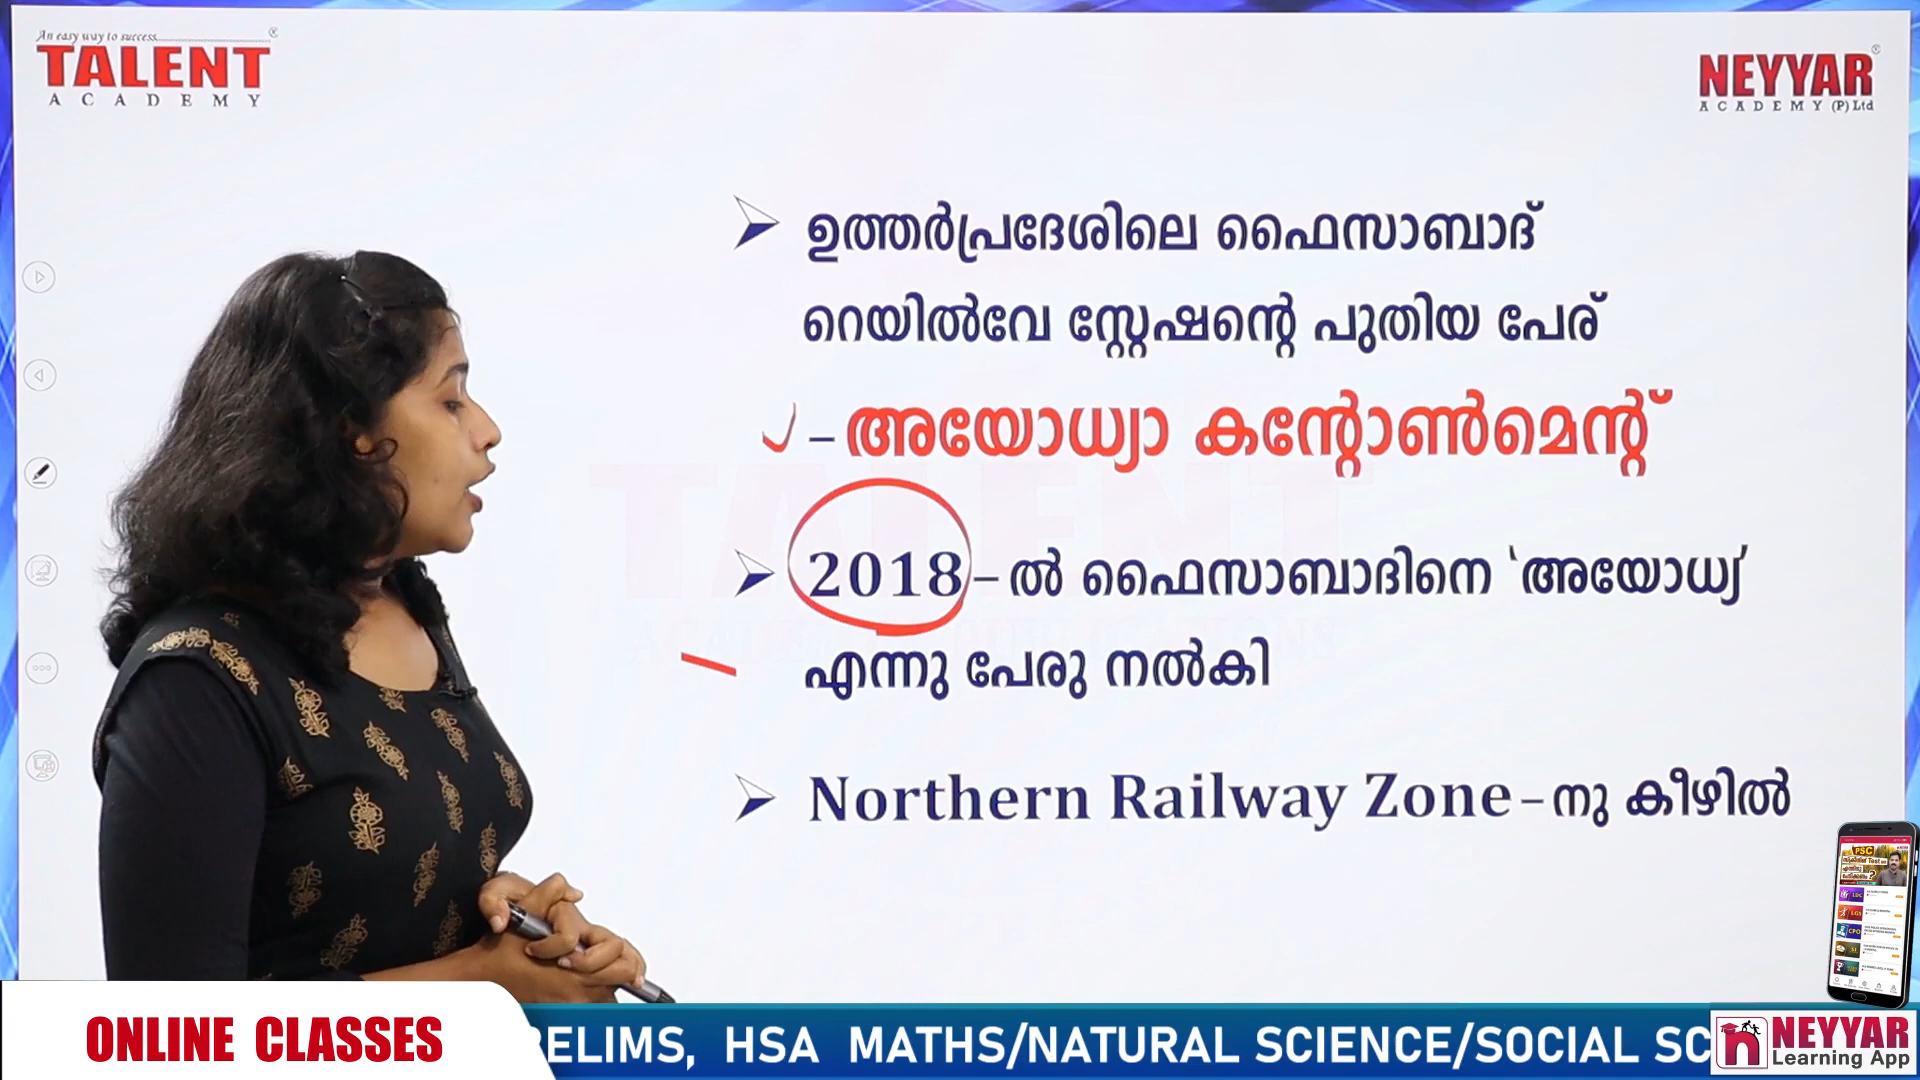 An easy way to success
TALENT
ACADEMY
NEYYAR
ACADEMY (P) Ltd
ഉത്തർപ്രദേശിലെ ഫൈസാബാദ്
റെയിൽവേ സ്റ്റേഷന്റെ പുതിയ പേര്
– അയോധ്യാ കന്റോൺമെന്റ്
2018 – ൽ ഫൈസാബാദിനെ ‘അയോധ്യ’
എന്നു പേരു നൽകി
Northern Railway Zone – നു കീഴിൽ
ONLINE CLASSES
RELIMS, HSA MATHS/NATURAL SCIENCE/SOCIAL SC
NEYYAR
Learning App